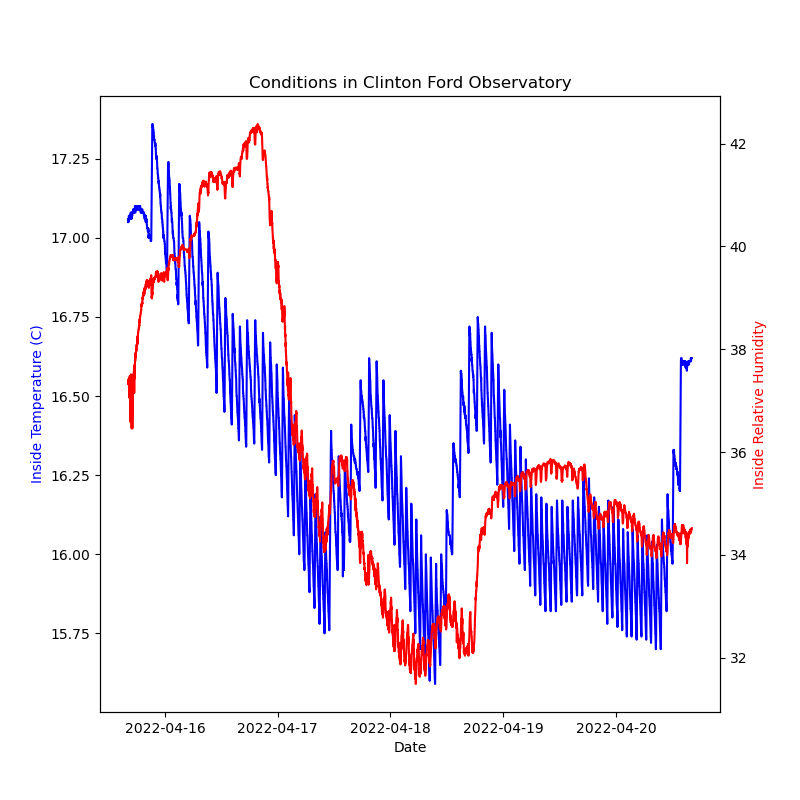 Conditions in Clinton Ford Observatory
17.25
17.00
16.75
16.50
16.25
16.00
15.75
Inside Temperature (C)
42
40
38
36
34
32
Inside Relative Humidity
2022-04-16 2022-04-17 2022-04-18 2022-04-19 2022-04-20
Date